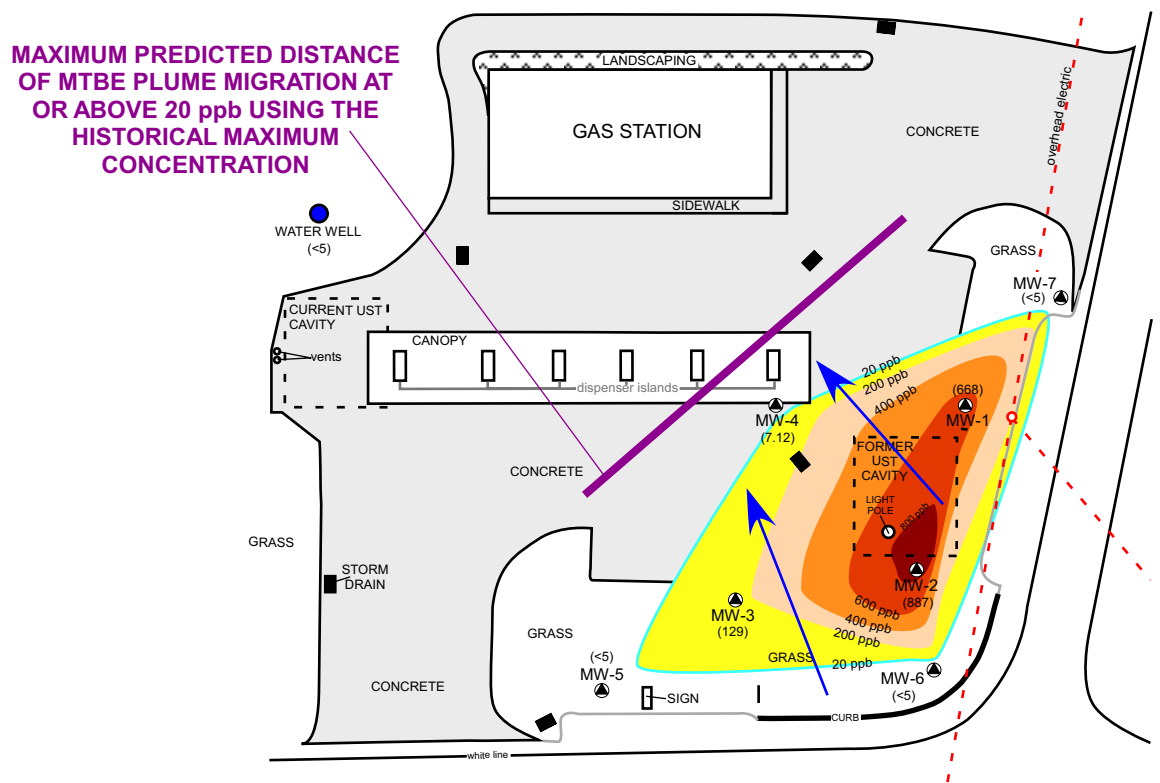 MAXIMUM PREDICTED DISTANCE
OF MTBE PLUME MIGRATION AT
OR ABOVE 20 ppb USING THE
HISTORICAL MAXIMUM
CONCENTRATION
LANDSCAPING
GAS STATION
SIDEWALK
CONCRETE
overhead electric
WATER WELL
(<5)
GRASS
MW-7
(<5)
CURRENT UST
CAVITY
vents
CANOPY
dispenser islands
20 ppb
200 ppb
400 ppb
(668)
MW-1
MW-4
(7.12)
FORMER
UST
CAVITY
LIGHT
POLE
800 ppb
CONCRETE
GRASS
STORM
DRAIN
MW-2
(887)
MW-3
(129)
600 ppb
400 ppb
200 ppb
20 ppb
GRASS
GRASS
(<5)
MW-5
MW-6
(<5)
CONCRETE
SIGN
CURB
white line